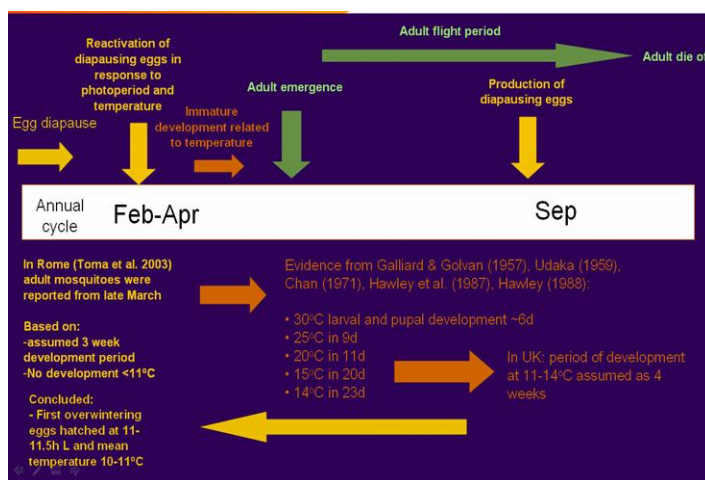 Adult flight period
Reactivation of
diapausing eggs in
response to
photoperiod and
temperature
Adult die of
Adult emergence
Production of
diapausing eggs
Egg diapause
Immature
development related
to temperature
Annual
cycle
Feb-Apr
Sep
In Rome (Toma et al. 2003)
adult mosquitoes were
reported from late March
Based on:
-assumed 3 week
development period
-No development <11ºC
Concluded:
- First overwintering
eggs hatched at 11-
11.5h L and mean
temperature 10-11°C
Evidence from Galliard & Golvan (1957), Udaka (1959),
Chan (1971), Hawley et al. (1987), Hawley (1988):
• 30ºC larval and pupal development ~6d
• 25ºC in 9d
• 20ºC in 11d
• 15ºC in 20d
• 14ºC in 23d
In UK: period of development
at 11-14ºC assumed as 4
weeks